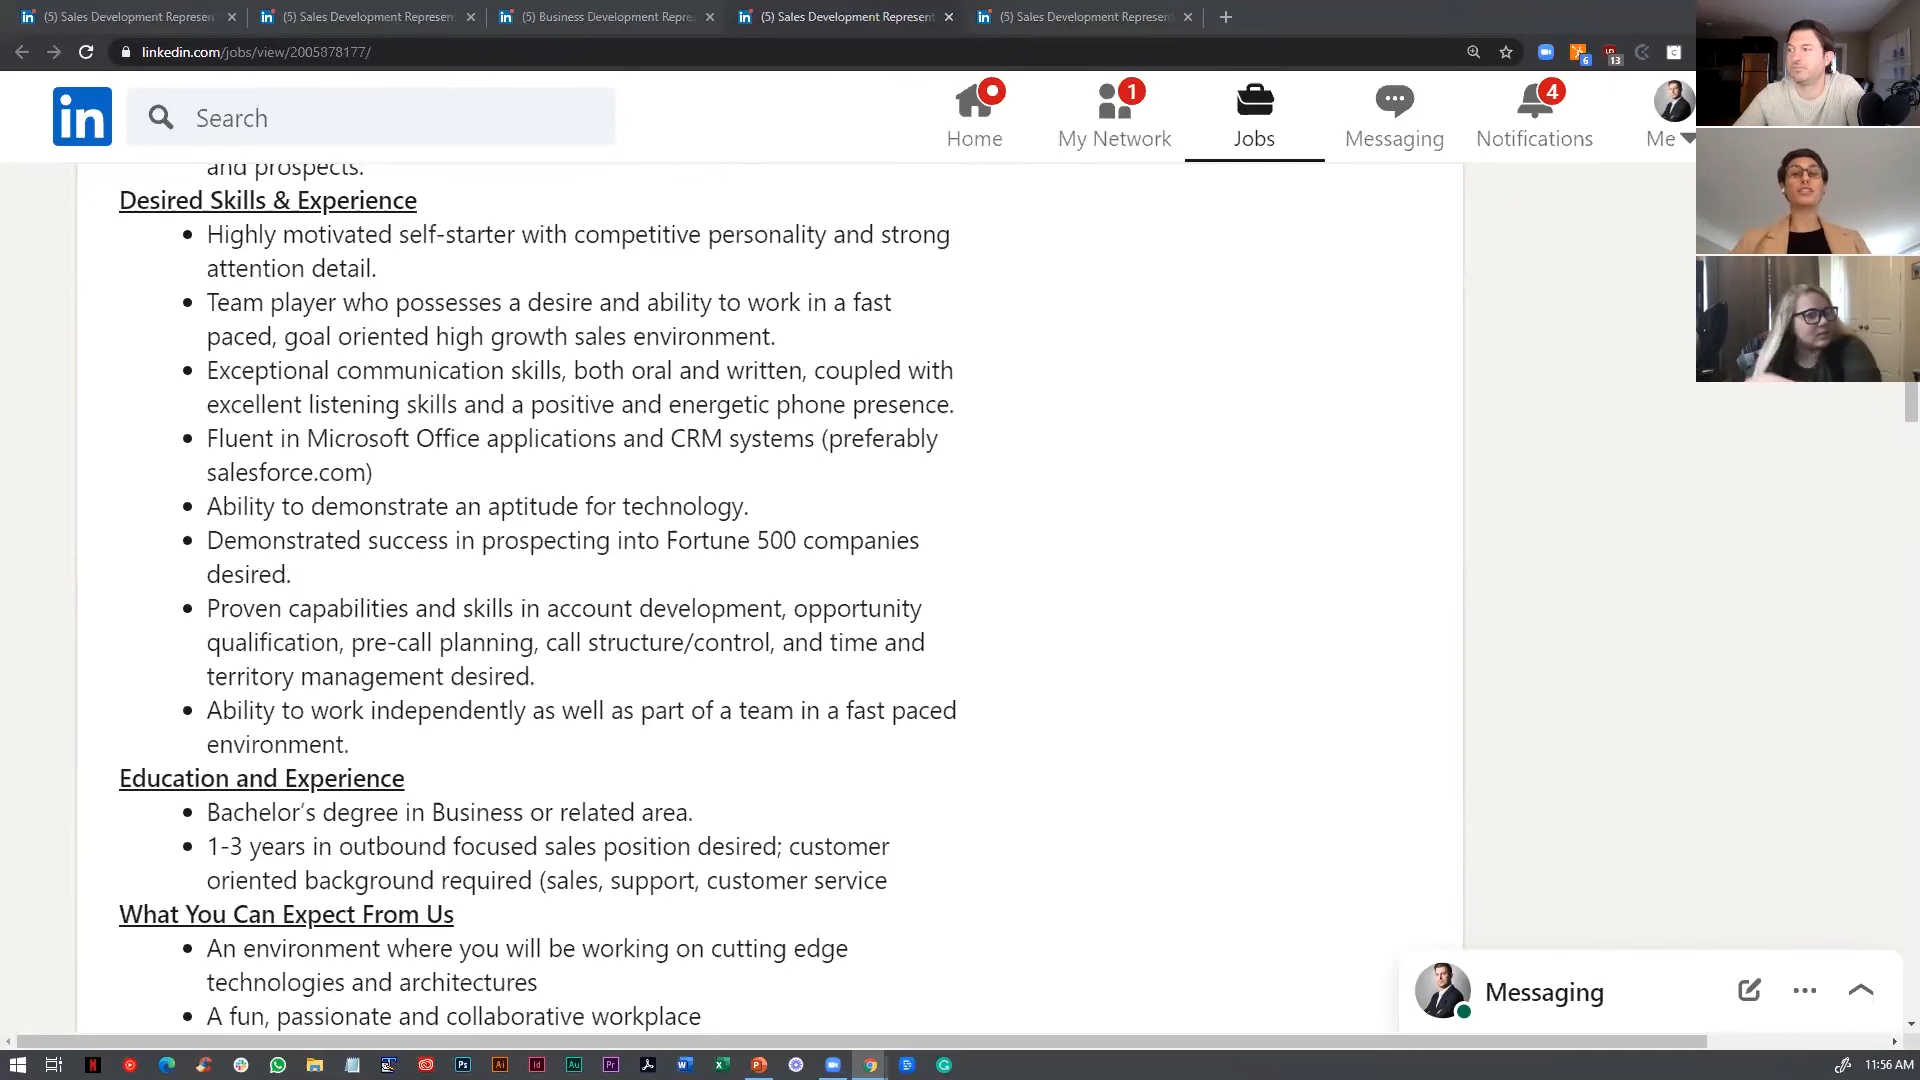 (5) Sales Development Represen
(5) Sales Development Represen
(5) Business Development Repre
(5) Sales Development Represent
(5) Sales Development Represen
linkedin.com/jobs/view/2005878177/
6
13
in
Search
Home
1
My Network
Jobs
Messaging
4
Notifications
Me
and prospects.
Desired Skills & Experience
• Highly motivated self-starter with competitive personality and strong
attention detail.
• Team player who possesses a desire and ability to work in a fast
paced, goal oriented high growth sales environment.
• Exceptional communication skills, both oral and written, coupled with
excellent listening skills and a positive and energetic phone presence.
• Fluent in Microsoft Office applications and CRM systems (preferably
salesforce.com)
• Ability to demonstrate an aptitude for technology.
• Demonstrated success in prospecting into Fortune 500 companies
desired.
• Proven capabilities and skills in account development, opportunity
qualification, pre-call planning, call structure/control, and time and
territory management desired.
• Ability to work independently as well as part of a team in a fast paced
environment.
Education and Experience
• Bachelor’s degree in Business or related area.
• 1-3 years in outbound focused sales position desired; customer
oriented background required (sales, support, customer service
What You Can Expect From Us
• An environment where you will be working on cutting edge
technologies and architectures
• A fun, passionate and collaborative workplace
Messaging
Ps
Ai
Id
Au
Pr
11:56 AM